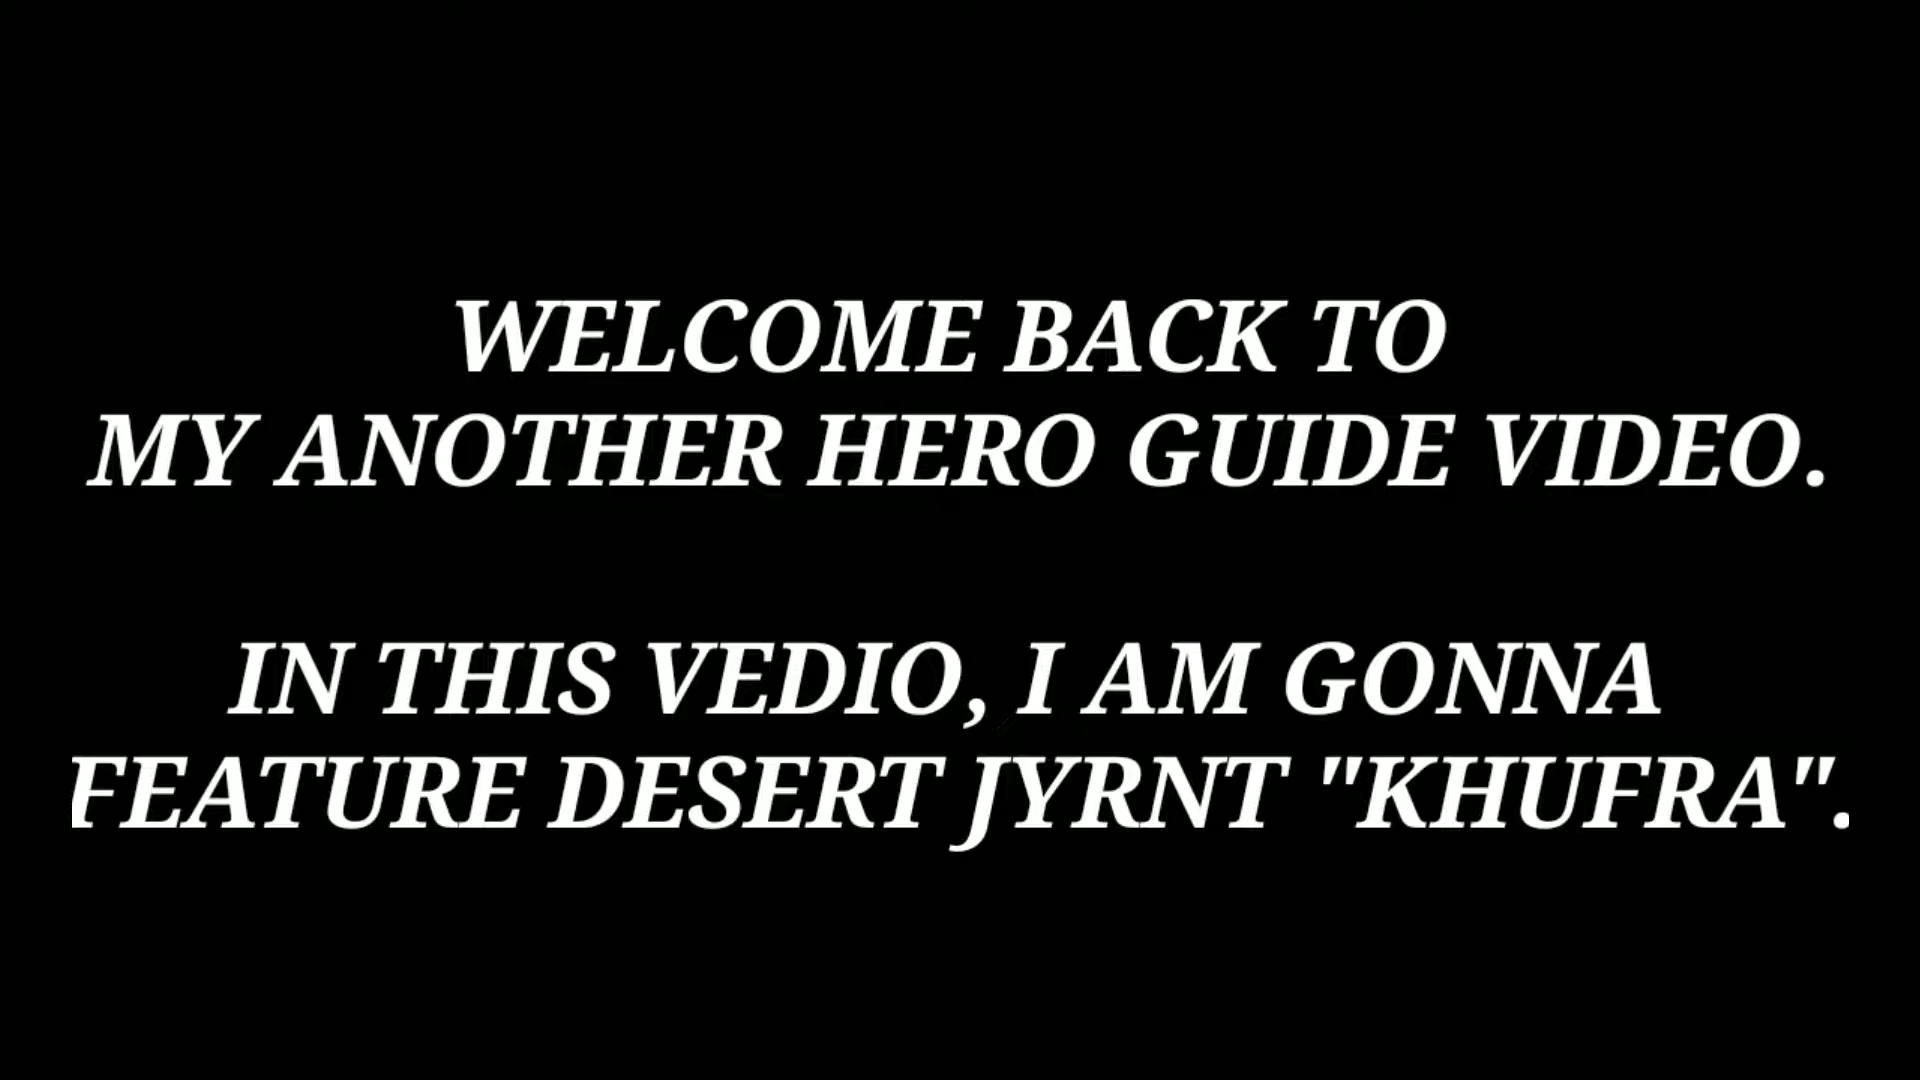 WELCOME BACK TO
MY ANOTHER HERO GUIDE VIDEO.
IN THIS VEDIO, I AM GONNA
FEATURE DESERT JYRNT "KHUFRA".